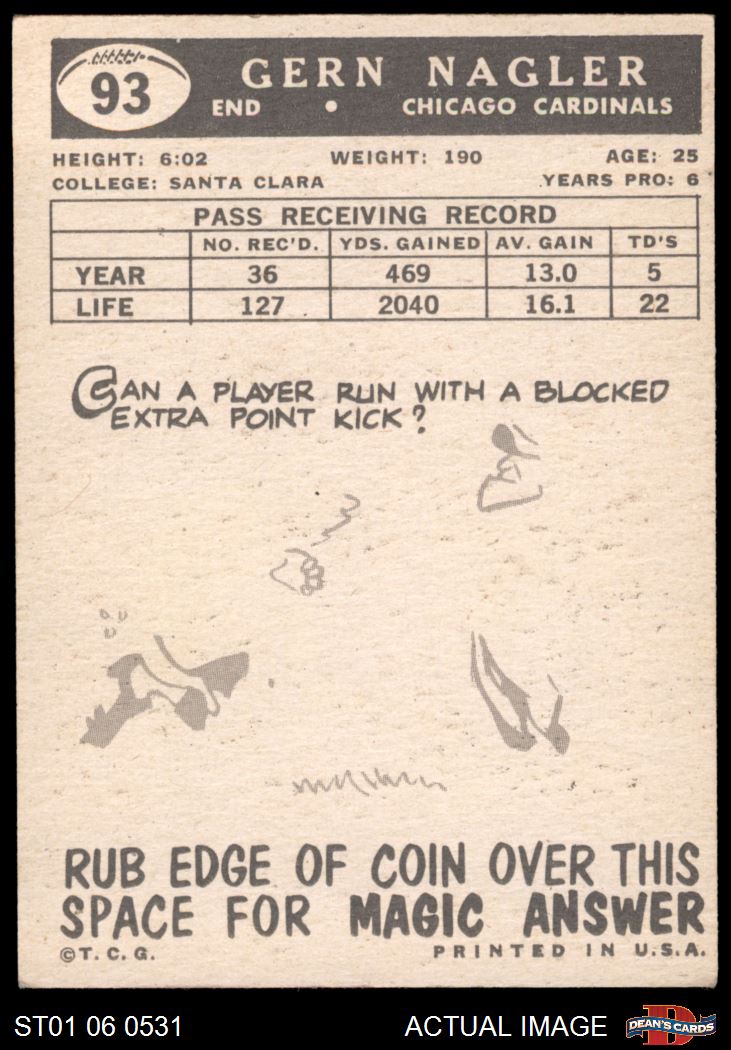 93
GERN NAGLER
END • CHICAGO CARDINALS
HEIGHT: 6:02 WEIGHT: 190 AGE: 25
COLLEGE: SANTA CLARA YEARS PRO: 6
PASS RECEIVING RECORD
NO. REC'D. YDS. GAINED AV. GAIN TD'S
YEAR 36 469 13.0 5
LIFE 127 2040 16.1 22
CAN A PLAYER RUN WITH A BLOCKED
EXTRA POINT KICK?
RUB EDGE OF COIN OVER THIS
SPACE FOR MAGIC ANSWER
©T. C. G. PRINTED IN U.S.A.
ST01 06 0531 ACTUAL IMAGE DEAN'S CARDS